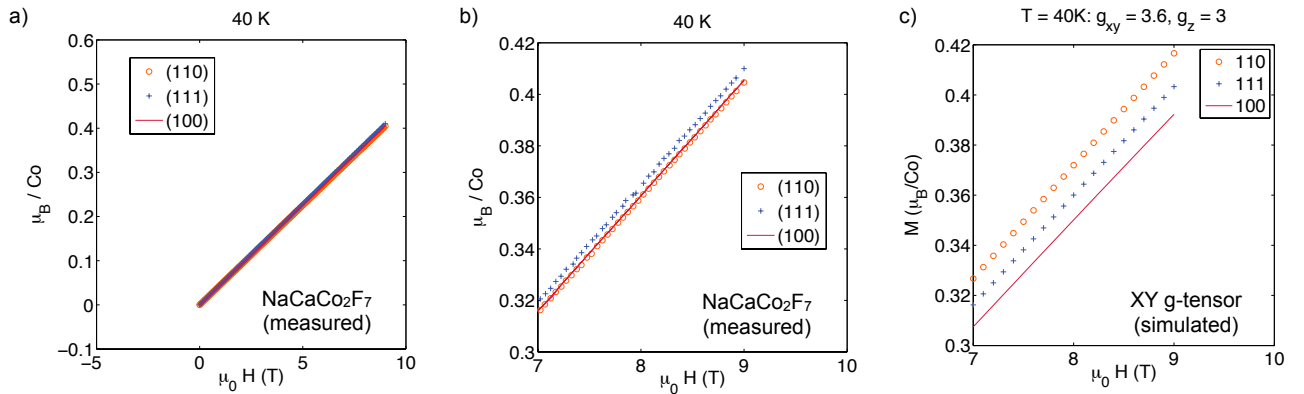 a)
40 K
0.6
0.5
0.4
0.3
0.2
0.1
0
−0.1
−5
0
5
10
μB / Co
μ0 H (T)
(110)
(111)
(100)
NaCaCo2F7
(measured)
b)
40 K
0.42
0.4
0.38
0.36
0.34
0.32
0.3
7
8
9
10
μB / Co
μ0 H (T)
(110)
(111)
(100)
NaCaCo2F7
(measured)
c)
T = 40K: gxy = 3.6, gz = 3
0.42
0.4
0.38
0.36
0.34
0.32
0.3
7
8
9
10
M (μB/Co)
μ0 H (T)
110
111
100
XY g-tensor
(simulated)